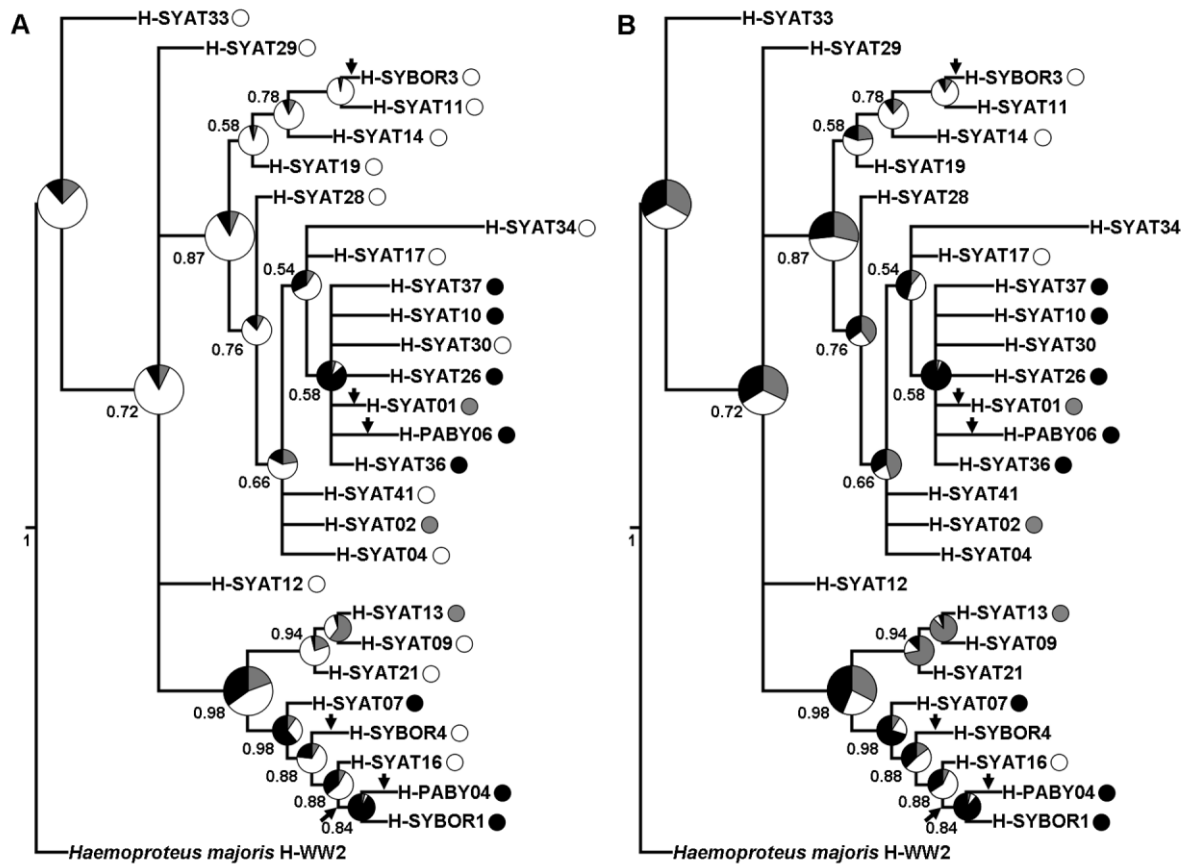 A
H-SYAT33
H-SYAT29
H-SYBOR3
0.78
H-SYAT11
0.58
H-SYAT14
H-SYAT19
H-SYAT28
H-SYAT34
0.87
H-SYAT17
0.54
H-SYAT37
H-SYAT10
H-SYAT30
0.76
H-SYAT26
0.58
H-SYAT01
0.72
H-PABY06
H-SYAT36
0.66
H-SYAT41
H-SYAT02
1
H-SYAT04
H-SYAT12
H-SYAT13
0.94
H-SYAT09
H-SYAT21
H-SYAT07
0.98
H-SYBOR4
0.98
H-SYAT16
0.88
H-PABY04
0.88
H-SYBOR1
0.84
Haemoproteus majoris H-WW2
B
H-SYAT33
H-SYAT29
H-SYBOR3
0.78
H-SYAT11
0.58
H-SYAT14
H-SYAT19
H-SYAT28
H-SYAT34
0.87
H-SYAT17
0.54
H-SYAT37
H-SYAT10
H-SYAT30
0.76
H-SYAT26
0.58
H-SYAT01
0.72
H-PABY06
H-SYAT36
0.66
H-SYAT41
H-SYAT02
1
H-SYAT04
H-SYAT12
H-SYAT13
0.94
H-SYAT09
H-SYAT21
H-SYAT07
0.98
H-SYBOR4
0.98
H-SYAT16
0.88
H-PABY04
0.88
H-SYBOR1
0.84
Haemoproteus majoris H-WW2